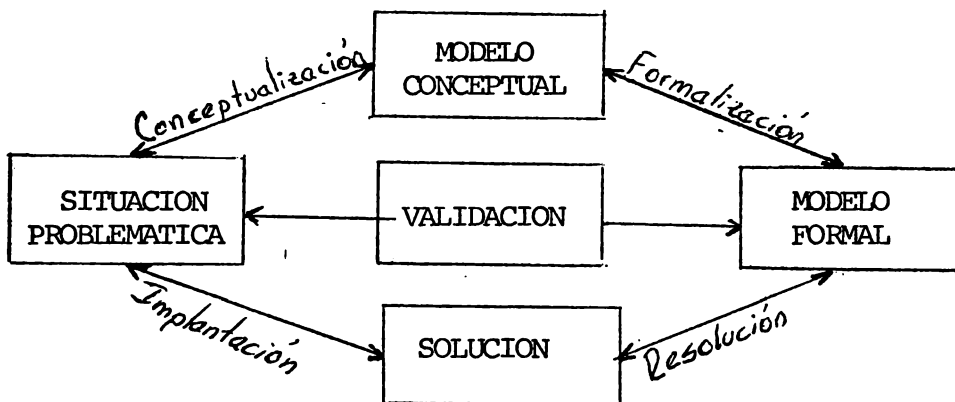 MODELO
CONCEPTUAL
Conceptualización
Formalización
SITUACION
PROBLEMATICA
VALIDACION
MODELO
FORMAL
Implantación
SOLUCION
Resolución